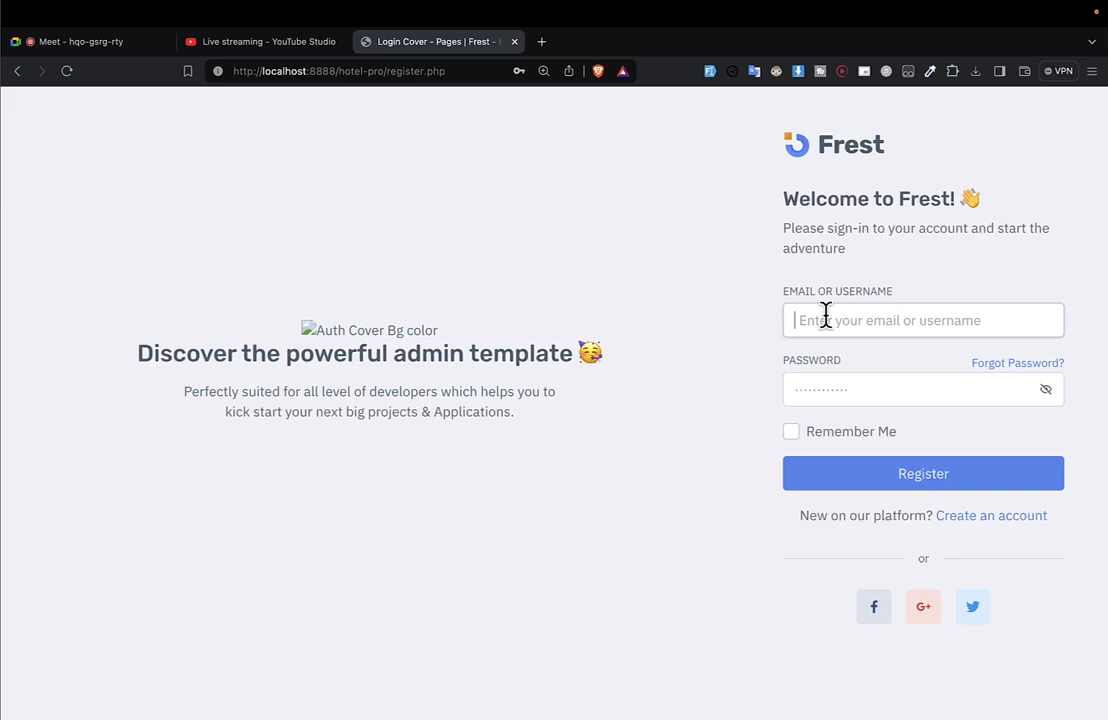 Meet - hqo-gsrg-rty
Live streaming - YouTube Studio
Login Cover - Pages | Frest -
http://localhost:8888/hotel-pro/register.php
VPN
Frest
Welcome to Frest! 👋
Please sign-in to your account and start the
adventure
EMAIL OR USERNAME
Enter your email or username
PASSWORD
Forgot Password?
············
Remember Me
Register
New on our platform? Create an account
or
f
G+
Auth Cover Bg color
Discover the powerful admin template 🥳
Perfectly suited for all level of developers which helps you to
kick start your next big projects & Applications.